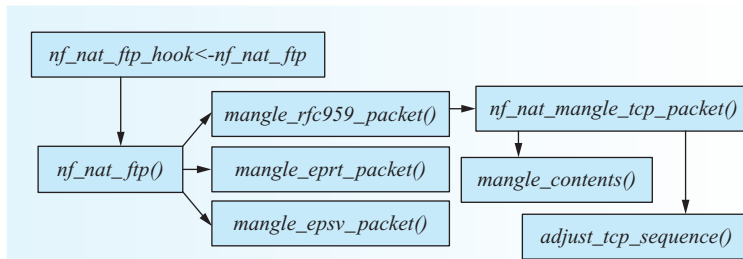 nf_nat_ftp_hook<-nf_nat_ftp
mangle_rfc959_packet()
nf_nat_mangle_tcp_packet()
nf_nat_ftp()
mangle_eprt_packet()
mangle_contents()
mangle_epsv_packet()
adjust_tcp_sequence()